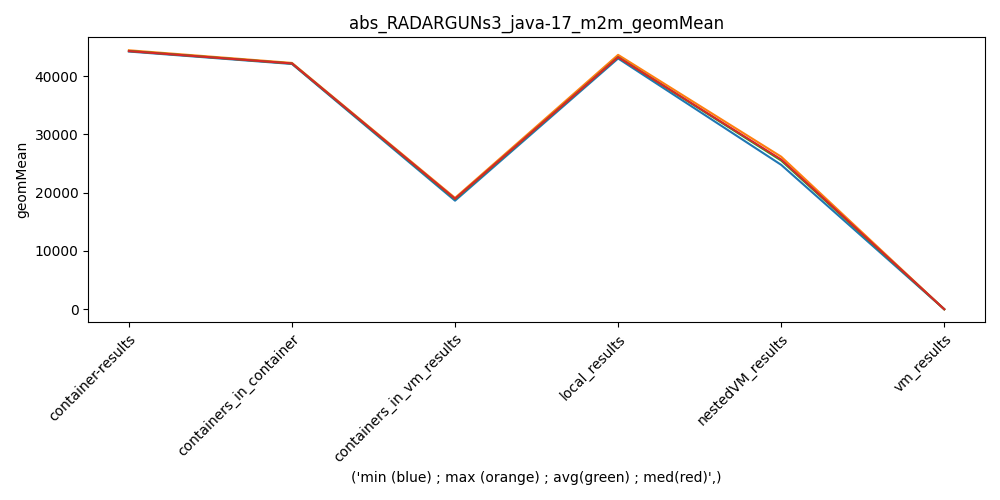 abs_RADARGUNs3_java-17_m2m_geomMean
geomMean
40000
30000
20000
10000
0
container-results
containers_in_container
containers_in_vm_results
local_results
nestedVM_results
vm_results
('min (blue) ; max (orange) ; avg(green) ; med(red)',)